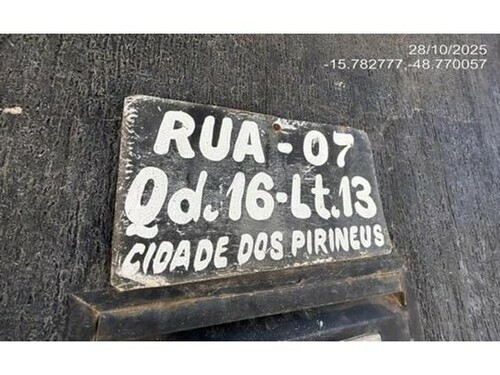 28/10/2025
-15.782777,-48.770057
RUA - 07
Qd.16-Lt.13
CIDADE DOS PIRINEUS